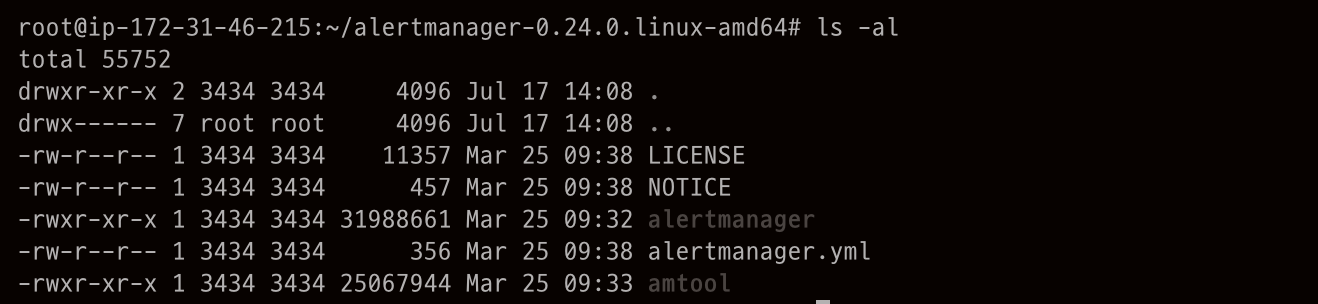 root@ip-172-31-46-215:~/alertmanager-0.24.0.linux-amd64# ls -al
total 55752
drwxr-xr-x 2 3434 3434     4096 Jul 17 14:08 .
drwx------ 7 root root     4096 Jul 17 14:08 ..
-rw-r--r-- 1 3434 3434    11357 Mar 25 09:38 LICENSE
-rw-r--r-- 1 3434 3434      457 Mar 25 09:38 NOTICE
-rwxr-xr-x 1 3434 3434 31988661 Mar 25 09:32 alertmanager
-rw-r--r-- 1 3434 3434      356 Mar 25 09:38 alertmanager.yml
-rwxr-xr-x 1 3434 3434 25067944 Mar 25 09:33 amtool